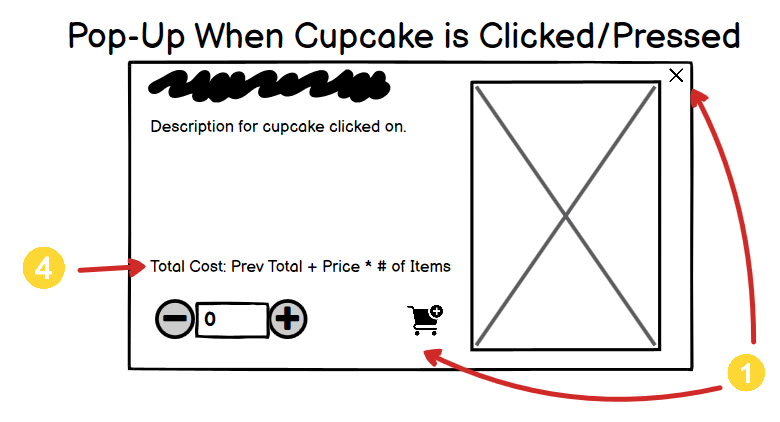 Pop-Up When Cupcake is Clicked/Pressed
Description for cupcake clicked on.
4
Total Cost: Prev Total + Price * # of Items
0
1